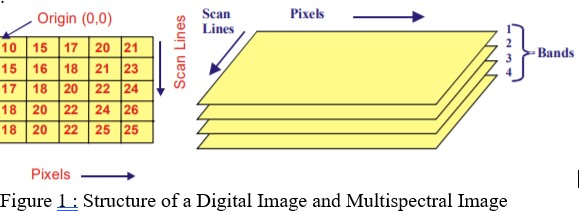 Origin (0,0)
10 15 17 20 21
15 16 18 21 23
17 18 20 22 24
18 20 22 24 26
18 20 22 25 25
Scan Lines
Pixels
Scan
Lines
Pixels
1
2
3
4
Bands
Figure 1 : Structure of a Digital Image and Multispectral Image